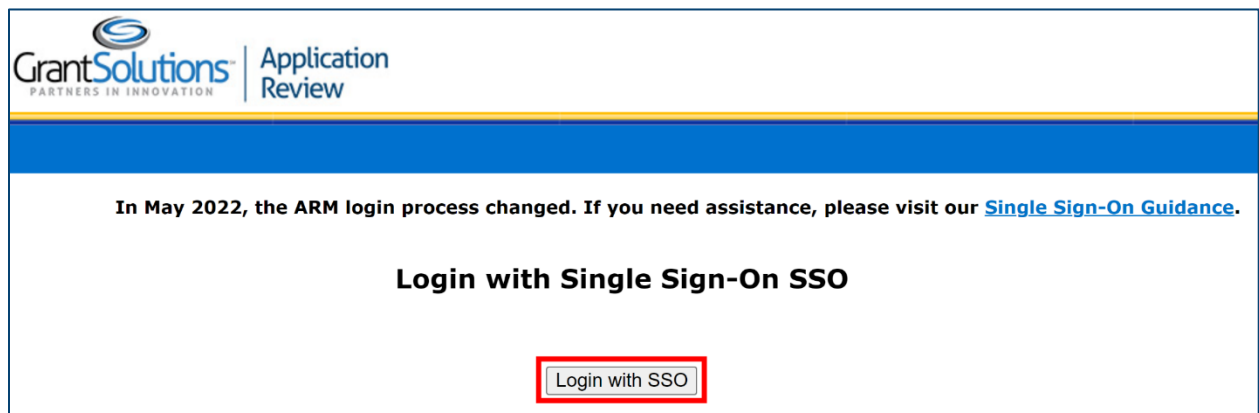 GrantSolutions™
PARTNERS IN INNOVATION
Application
Review
In May 2022, the ARM login process changed. If you need assistance, please visit our Single Sign-On Guidance.
Login with Single Sign-On SSO
Login with SSO